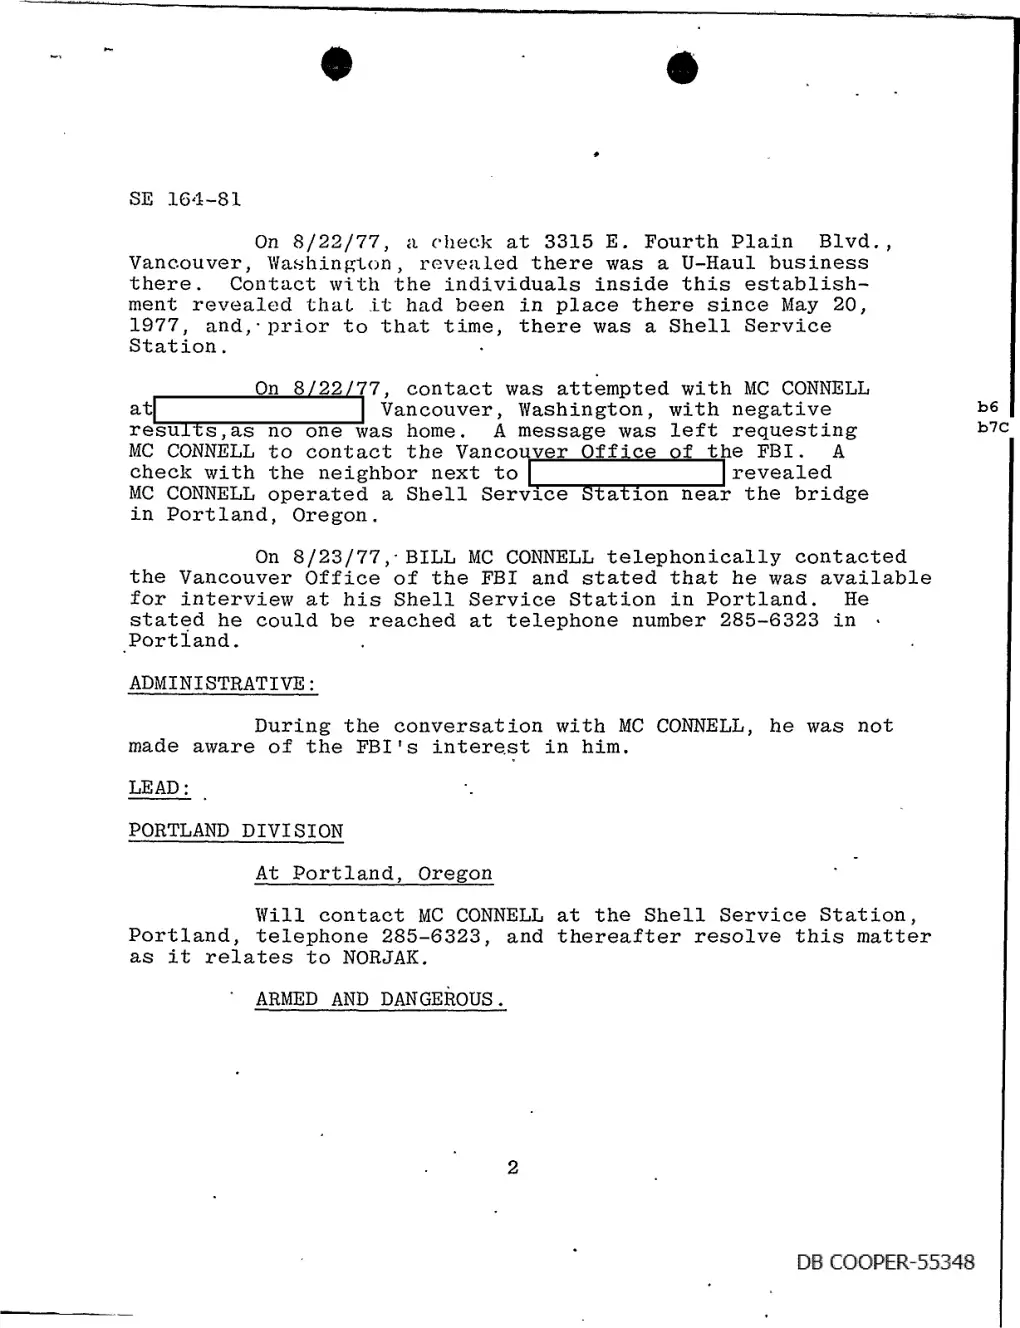 SE 164-81
On 8/22/77, a check at 3315 E. Fourth Plain Blvd.,
Vancouver, Washington, revealed there was a U-Haul business
there. Contact with the individuals inside this establish-
ment revealed that it had been in place there since May 20,
1977, and, prior to that time, there was a Shell Service
Station.
On 8/22/77, contact was attempted with MC CONNELL
at Vancouver, Washington, with negative
b6
results,as no one was home. A message was left requesting
b7C
MC CONNELL to contact the Vancouver Office of the FBI. A
check with the neighbor next to revealed
MC CONNELL operated a Shell Service Station near the bridge
in Portland, Oregon.
On 8/23/77, BILL MC CONNELL telephonically contacted
the Vancouver Office of the FBI and stated that he was available
for interview at his Shell Service Station in Portland. He
stated he could be reached at telephone number 285-6323 in
Portland.
ADMINISTRATIVE:
During the conversation with MC CONNELL, he was not
made aware of the FBI's interest in him.
LEAD:
PORTLAND DIVISION
At Portland, Oregon
Will contact MC CONNELL at the Shell Service Station,
Portland, telephone 285-6323, and thereafter resolve this matter
as it relates to NORJAK.
ARMED AND DANGEROUS.
2
DB COOPER-55348